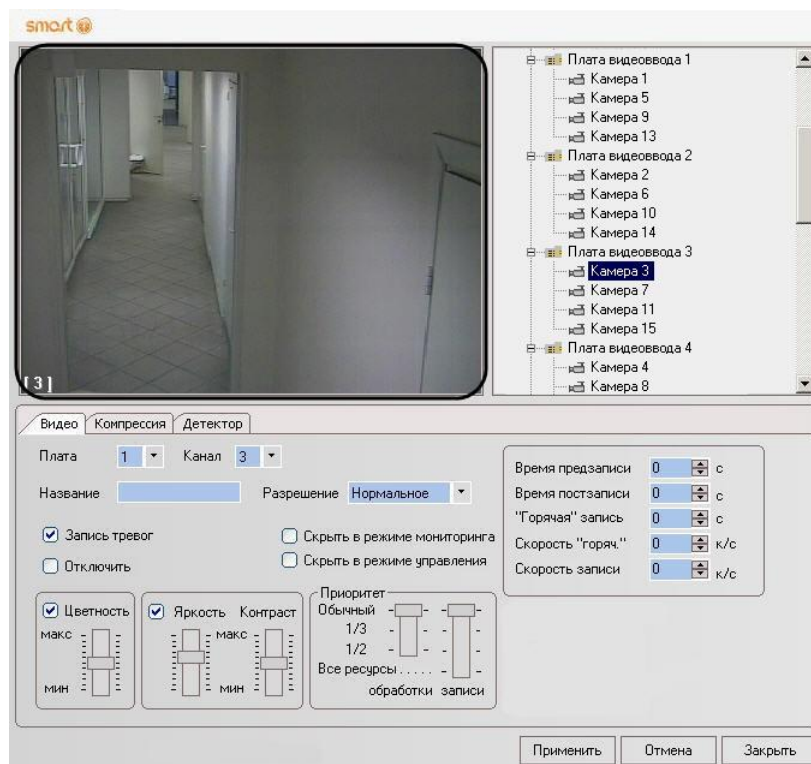 smart
Плата видеоввода 1
Камера 1
Камера 5
Камера 9
Камера 13
Плата видеоввода 2
Камера 2
Камера 6
Камера 10
Камера 14
Плата видеоввода 3
Камера 3
Камера 7
Камера 11
Камера 15
Плата видеоввода 4
Камера 4
Камера 8
[3]
Видео Компрессия Детектор
Плата 1 Канал 3
Название Разрешение Нормальное
Запись тревог
Отключить
Скрыть в режиме мониторинга
Скрыть в режиме управления
Время предзаписи 0 с
Время постзаписи 0 с
"Горячая" запись 0 с
Скорость "горяч." 0 к/с
Скорость записи 0 к/с
Цветность
макс
мин
Яркость Контраст
макс
мин
Приоритет
Обычный
1/3
1/2
Все ресурсы . . . . .
обработки записи
Применить Отмена Закрыть